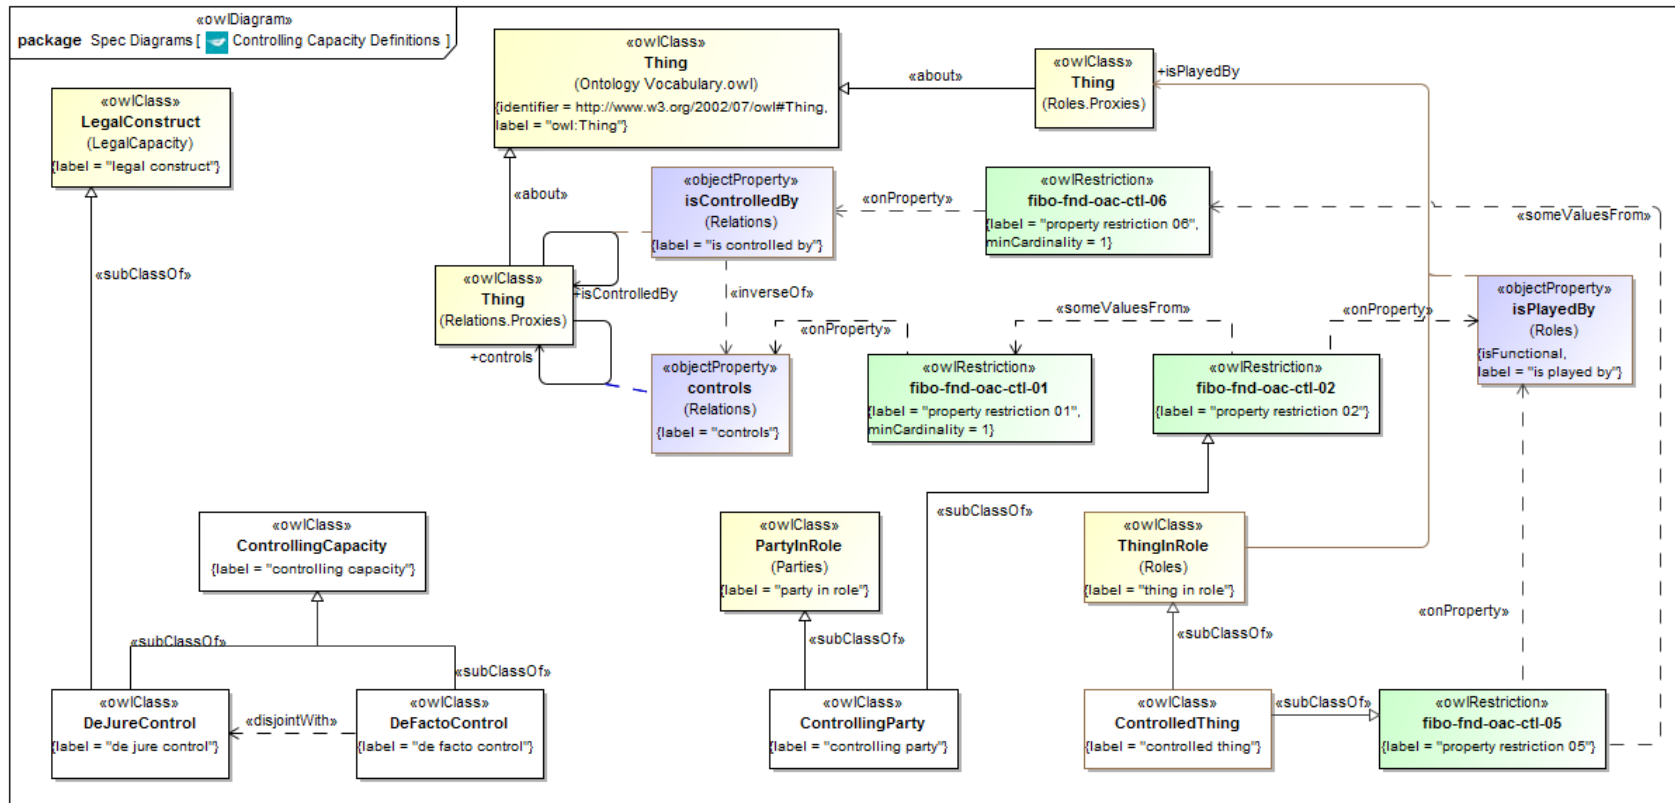 «owlDiagram»
package Spec Diagrams [ Controlling Capacity Definitions ]
«owlClass»
Thing
(Ontology Vocabulary.owl)
{identifier = http://www.w3.org/2002/07/owl#Thing,
label = "owl:Thing"}
«about»
«owlClass»
Thing
(Roles.Proxies)
+isPlayedBy
«owlClass»
LegalConstruct
(LegalCapacity)
{label = "legal construct"}
«about»
«objectProperty»
isControlledBy
(Relations)
{label = "is controlled by"}
«onProperty»
«owlRestriction»
fibo-fnd-oac-ctl-06
{label = "property restriction 06",
minCardinality = 1}
«someValuesFrom»
«subClassOf»
«owlClass»
Thing
(Relations.Proxies)
+isControlledBy
+controls
«inverseOf»
«objectProperty»
controls
(Relations)
{label = "controls"}
«onProperty»
«owlRestriction»
fibo-fnd-oac-ctl-01
{label = "property restriction 01",
minCardinality = 1}
«someValuesFrom»
«owlRestriction»
fibo-fnd-oac-ctl-02
{label = "property restriction 02"}
«onProperty»
«objectProperty»
isPlayedBy
(Roles)
{isFunctional,
label = "is played by"}
«owlClass»
ControllingCapacity
{label = "controlling capacity"}
«owlClass»
PartyInRole
(Parties)
{label = "party in role"}
«subClassOf»
«owlClass»
ThingInRole
(Roles)
{label = "thing in role"}
«onProperty»
«subClassOf»
«subClassOf»
«subClassOf»
«subClassOf»
«owlClass»
DeJureControl
{label = "de jure control"}
«disjointWith»
«owlClass»
DeFactoControl
{label = "de facto control"}
«owlClass»
ControllingParty
{label = "controlling party"}
«owlClass»
ControlledThing
{label = "controlled thing"}
«subClassOf»
«owlRestriction»
fibo-fnd-oac-ctl-05
{label = "property restriction 05"}